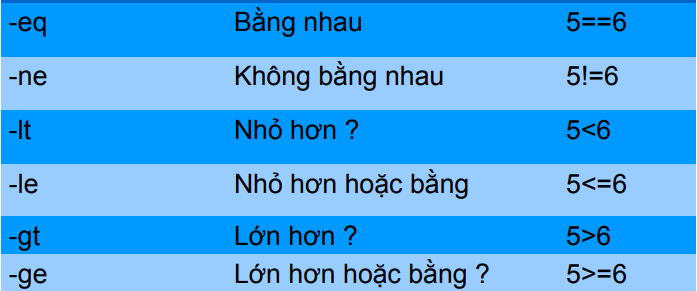 -eq Bằng nhau 5==6
-ne Không bằng nhau 5!=6
-lt Nhỏ hơn ? 5<6
-le Nhỏ hơn hoặc bằng 5<=6
-gt Lớn hơn ? 5>6
-ge Lớn hơn hoặc bằng ? 5>=6